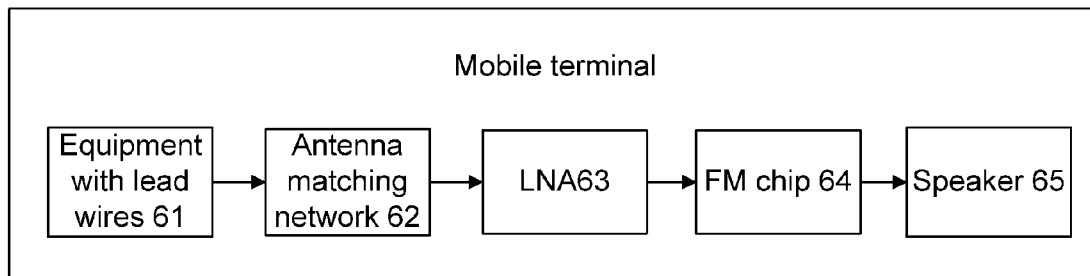 Mobile terminal
Equipment
with lead
wires 61
Antenna
matching
network 62
LNA63
FM chip 64
Speaker 65